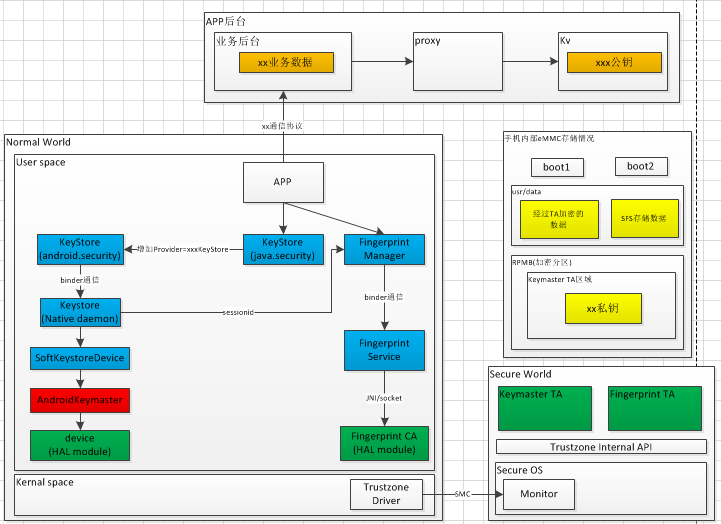 APP后台
业务后台
proxy
Kv
xx业务数据
xxx公钥
xx通信协议
Normal World
User space
APP
KeyStore
(android.security)
增加Provider=xxxKeyStore
KeyStore
(java.security)
Fingerprint
Manager
binder通信
binder通信
Keystore
(Native daemon)
sessionid
SoftKeystoreDevice
Fingerprint
Service
AndroidKeymaster
JNI/socket
device
(HAL module)
Fingerprint CA
(HAL module)
Kernal space
Trustzone
Driver
SMC
手机内部eMMC存储情况
boot1
boot2
usr/data
经过TA加密的
数据
SFS存储数据
RPMB(加密分区)
Keymaster TA区域
xx私钥
Secure World
Keymaster TA
Fingerprint TA
Trustzone Internal API
Secure OS
Monitor